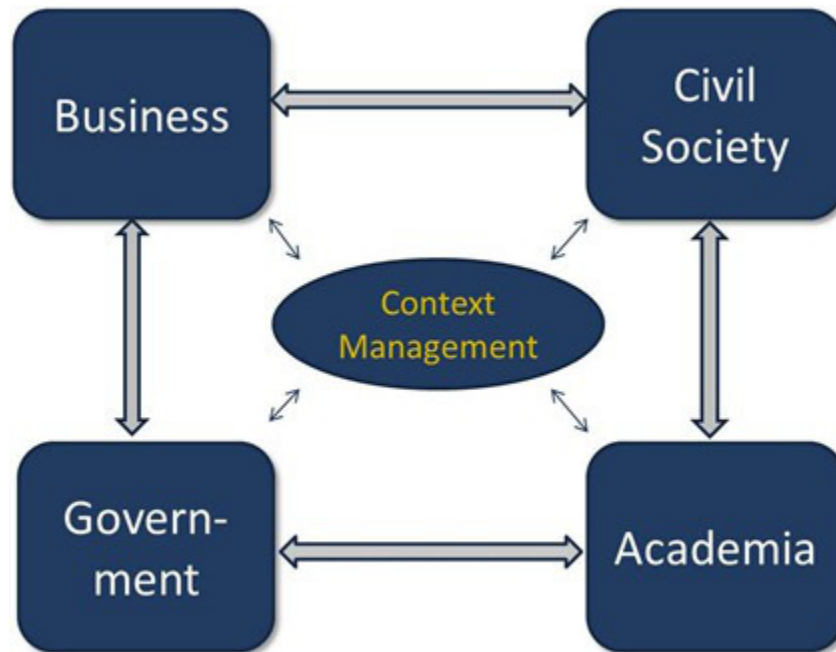 Business
Civil
Society
Context
Management
Govern-
ment
Academia